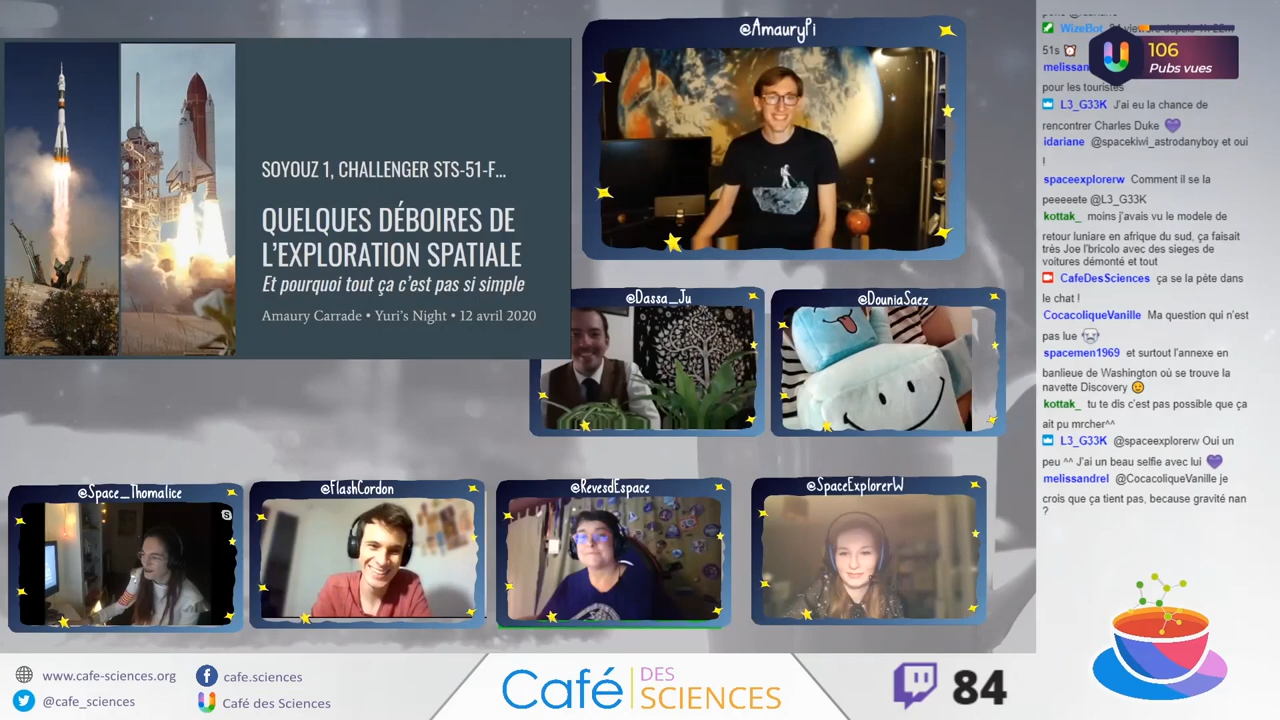 SOYOUZ 1, CHALLENGER STS-51-F...
QUELQUES DÉBOIRES DE
L'EXPLORATION SPATIALE
Et pourquoi tout ça c'est pas si simple
Amaury Carrade • Yuri's Night • 12 avril 2020
@AmauryPi
@Dassa_Ju
@DouniaSaez
@Space_Thomalice
@FlashCordon
@RevesdEspace
@SpaceExplorerW
WizeBot
51s
106
Pubs vues
melissan
pour les touristes
L3_G33K J'ai eu la chance de
rencontrer Charles Duke
idariane @spacekiwi_astrodanyboy et oui
!
spaceexplorerw Comment il se la
peeeeete @L3_G33K
kottak_ moins j'avais vu le modele de
retour luniare en afrique du sud, ça faisait
très Joe l'bricolo avec des sieges de
voitures démonté et tout
CafeDesSciences ça se la pète dans
le chat !
CocacoliqueVanille Ma question qui n'est
pas lue
spacemen1969 et surtout l'annexe en
banlieue de Washington où se trouve la
navette Discovery
kottak_ tu te dis c'est pas possible que ça
ait pu mrcher^^
L3_G33K @spaceexplorerw Oui un
peu ^^ J'ai un beau selfie avec lui
melissandrel @CocacoliqueVanille je
crois que ça tient pas, because gravité nan
?
www.cafe-sciences.org
cafe.sciences
@cafe_sciences
Café des Sciences
Café DES SCIENCES
84